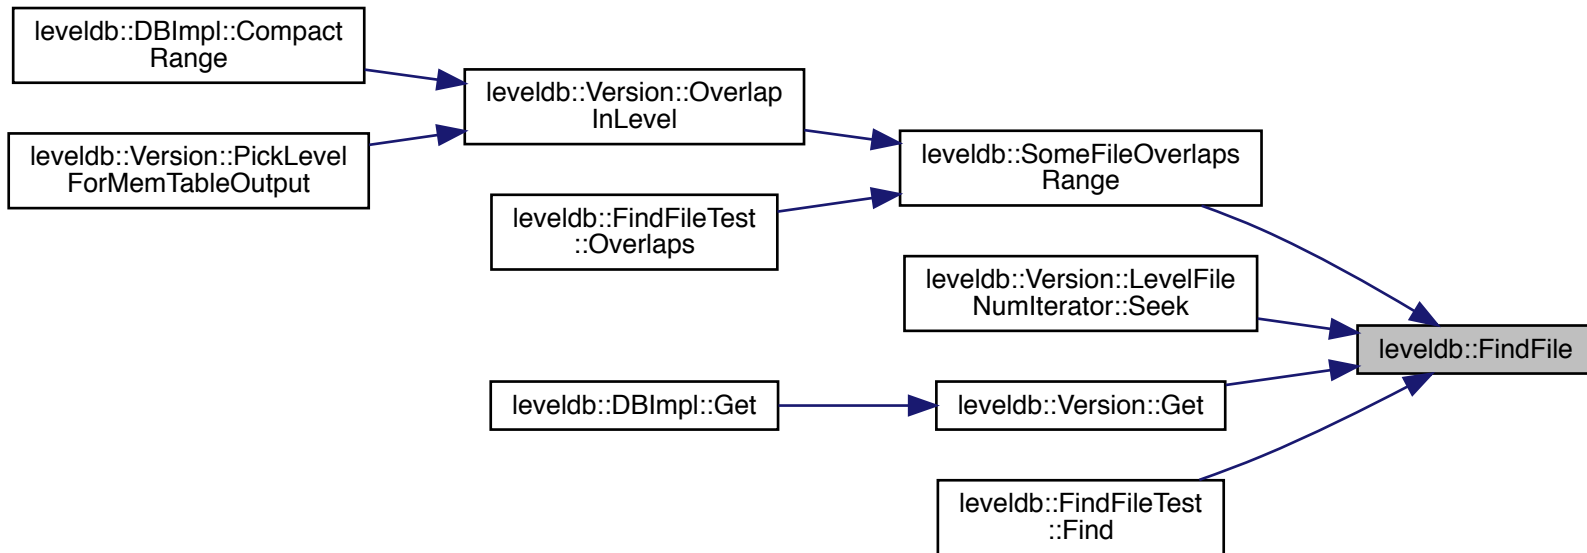 leveldb::DBImpl::Compact
Range
leveldb::Version::PickLevel
ForMemTableOutput
leveldb::Version::Overlap
InLevel
leveldb::FindFileTest
::Overlaps
leveldb::SomeFileOverlaps
Range
leveldb::Version::LevelFile
NumIterator::Seek
leveldb::DBImpl::Get
leveldb::Version::Get
leveldb::FindFileTest
::Find
leveldb::FindFile